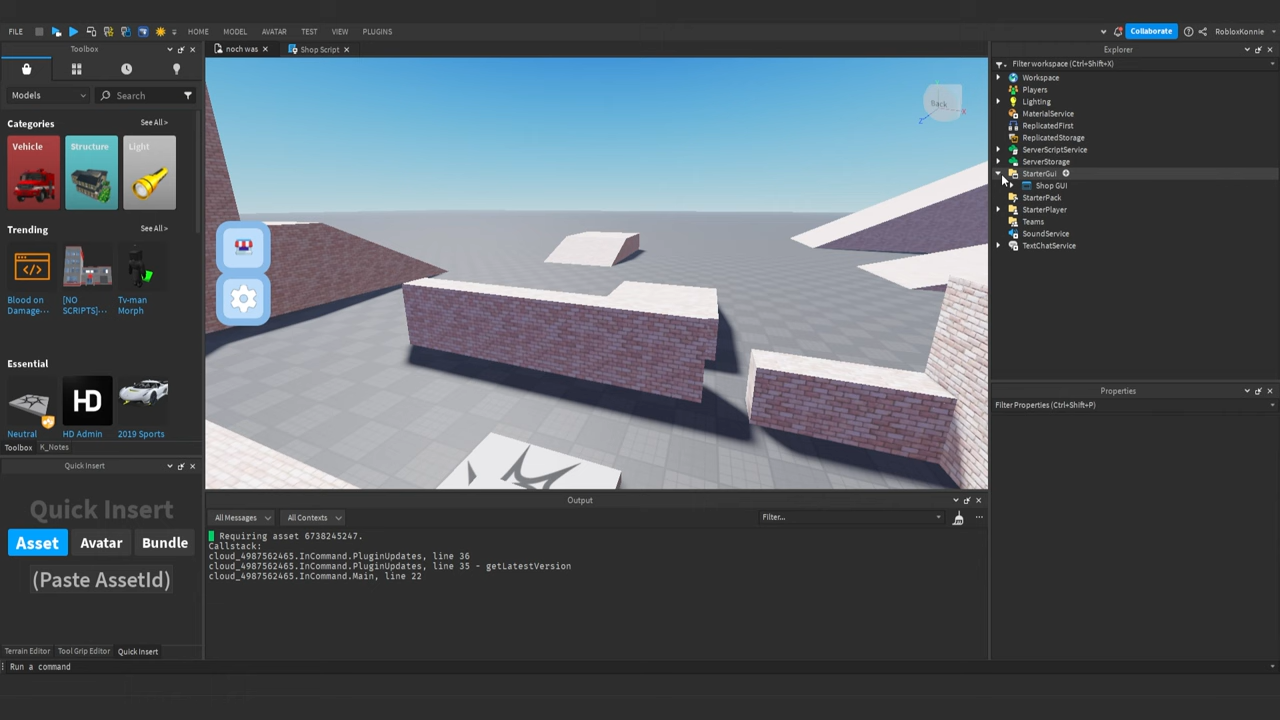 FILE
HOME
AVATAR
TEST
VIEW
PLUGINS
Collaborate
RobloxKonnie
Toolbox
noch was
Shop Script
Explorer
Filter workspace (Ctrl+Shift+X)
Models
Search
Categories
See All >
Vehicle
Structure
Light
Trending
See All >
Blood on
Damage···
[NO
SCRIPTS]···
Tv-man
Morph
Essential
HD
Neutral
HD Admin
2019 Sports
Toolbox
K_Notes
Quick Insert
Quick Insert
Asset
Avatar
Bundle
(Paste AssetId)
Terrain Editor
Tool Grip Editor
Quick Insert
Run a command
Back
X
Z
Output
All Messages
All Contexts
Filter...
Requiring asset 6738245247.
Callstack:
cloud_4987562465.InCommand.PluginUpdates, line 36
cloud_4987562465.InCommand.PluginUpdates, line 35 - getLatestVersion
cloud_4987562465.InCommand.Main, line 22
Workspace
Players
Lighting
MaterialService
ReplicatedFirst
ReplicatedStorage
ServerScriptService
ServerStorage
StarterGui
Shop GUI
StarterPack
StarterPlayer
Teams
SoundService
TextChatService
Properties
Filter Properties (Ctrl+Shift+P)